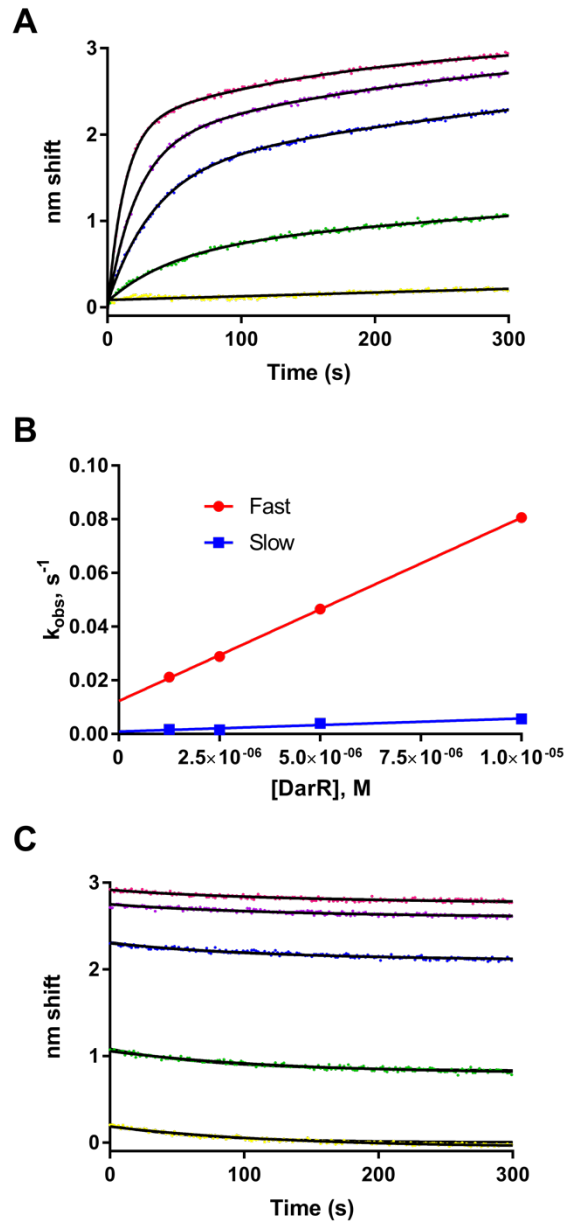 A
3
2
1
0
nm shift
0
100
200
300
Time (s)
B
0.10
0.08
0.06
0.04
0.02
0.00
k_obs, s⁻¹
Fast
Slow
0
2.5×10⁻⁰⁶
5.0×10⁻⁰⁶
7.5×10⁻⁰⁶
1.0×10⁻⁰⁵
[DarR], M
C
3
2
1
0
nm shift
0
100
200
300
Time (s)